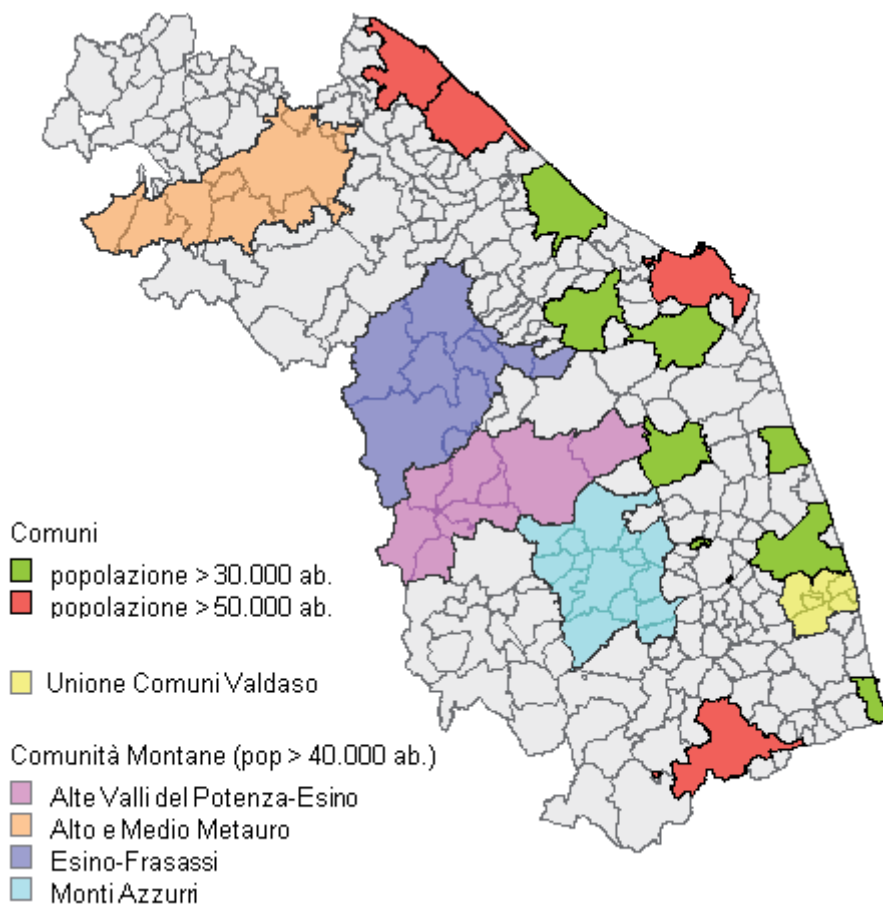 Comuni
popolazione > 30.000 ab.
popolazione > 50.000 ab.
Unione Comuni Valdaso
Comunità Montane (pop > 40.000 ab.)
Alte Valli del Potenza-Esino
Alto e Medio Metauro
Esino-Frasassi
Monti Azzurri